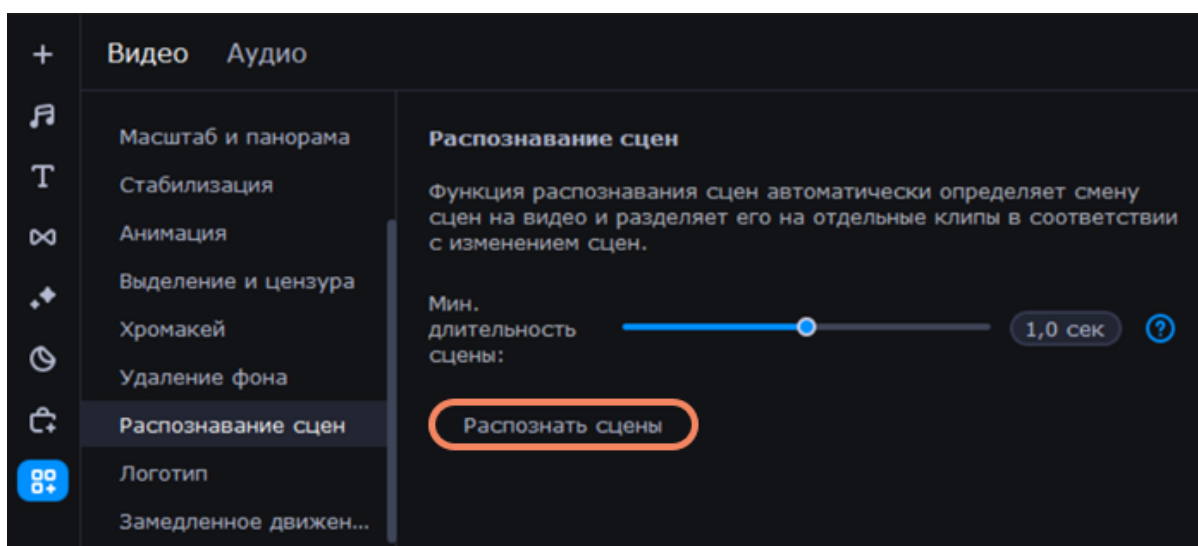 Видео Аудио
Масштаб и панорама
Стабилизация
Анимация
Выделение и цензура
Хромакей
Удаление фона
Распознавание сцен
Логотип
Замедленное движен...
Распознавание сцен
Функция распознавания сцен автоматически определяет смену
сцен на видео и разделяет его на отдельные клипы в соответствии
с изменением сцен.
Мин.
длительность
сцены:
1,0 сек
Распознать сцены